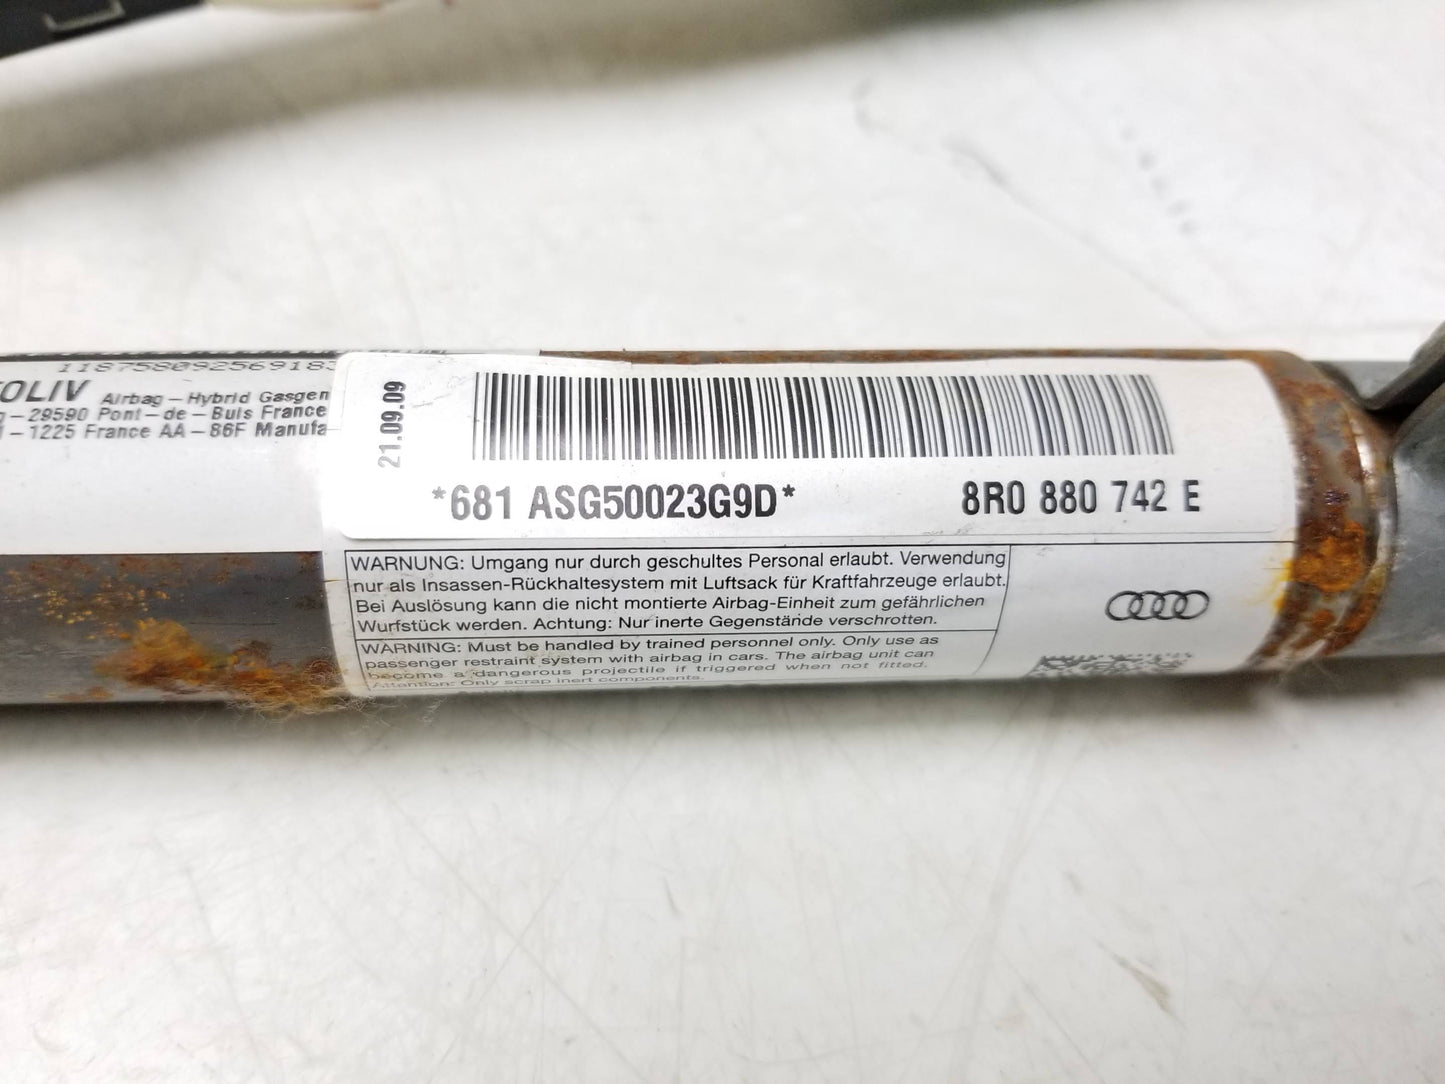 1187580925691183
OLIV Airbag-Hybrid Gasgen
-29590 Pont-de-Buis France
-1225 France AA-86F Manufa
21.09.09
*681 ASG50023G9D*
8R0 880 742 E
WARNUNG: Umgang nur durch geschultes Personal erlaubt. Verwendung
nur als Insassen-Rückhaltesystem mit Luftsack für Kraftfahrzeuge erlaubt.
Bei Auslösung kann die nicht montierte Airbag-Einheit zum gefährlichen
Wurfstück werden. Achtung: Nur inerte Gegenstände verschrotten.
WARNING: Must be handled by trained personnel only. Only use as
passenger restraint system with airbag in cars. The airbag unit can
become a dangerous projectile if triggered when not fitted.
Attention: Only scrap inert components.